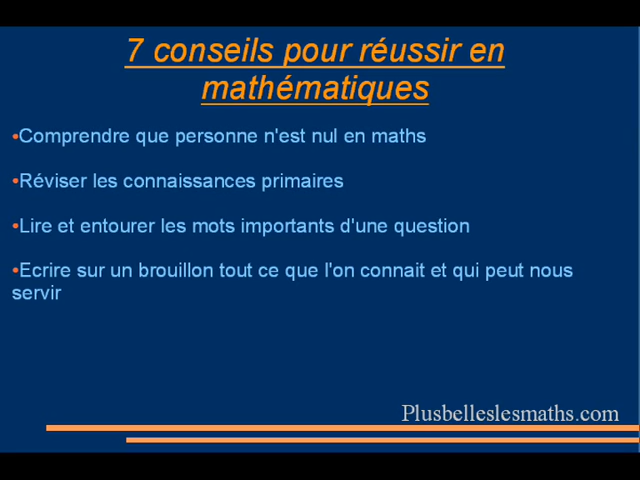 7 conseils pour réussir en
mathématiques
•Comprendre que personne n'est nul en maths
•Réviser les connaissances primaires
•Lire et entourer les mots importants d'une question
•Ecrire sur un brouillon tout ce que l'on connait et qui peut nous
servir
Plusbelleslesmaths.com